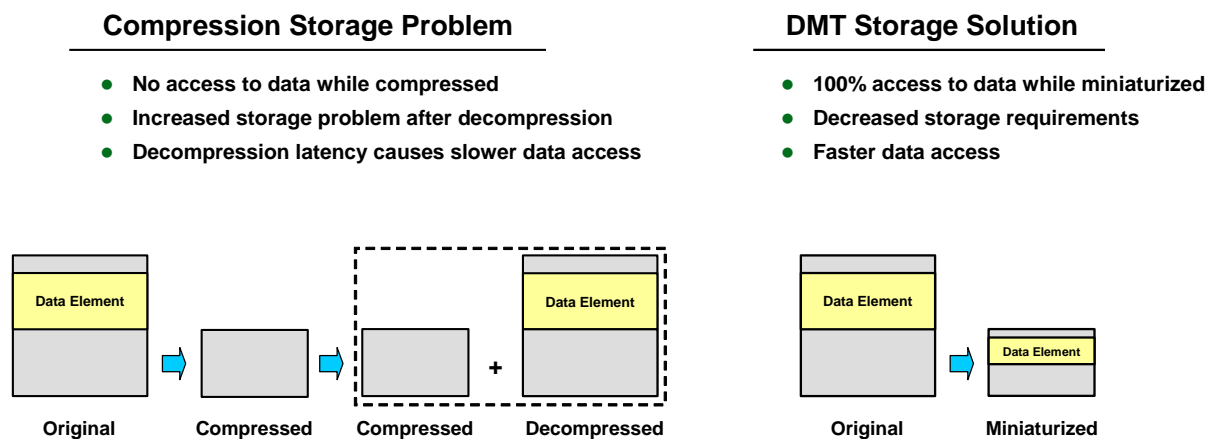 Compression Storage Problem
● No access to data while compressed
● Increased storage problem after decompression
● Decompression latency causes slower data access
DMT Storage Solution
● 100% access to data while miniaturized
● Decreased storage requirements
● Faster data access
Data Element
+
Data Element
Original
Compressed
Compressed
Decompressed
Data Element
Data Element
Original
Miniaturized